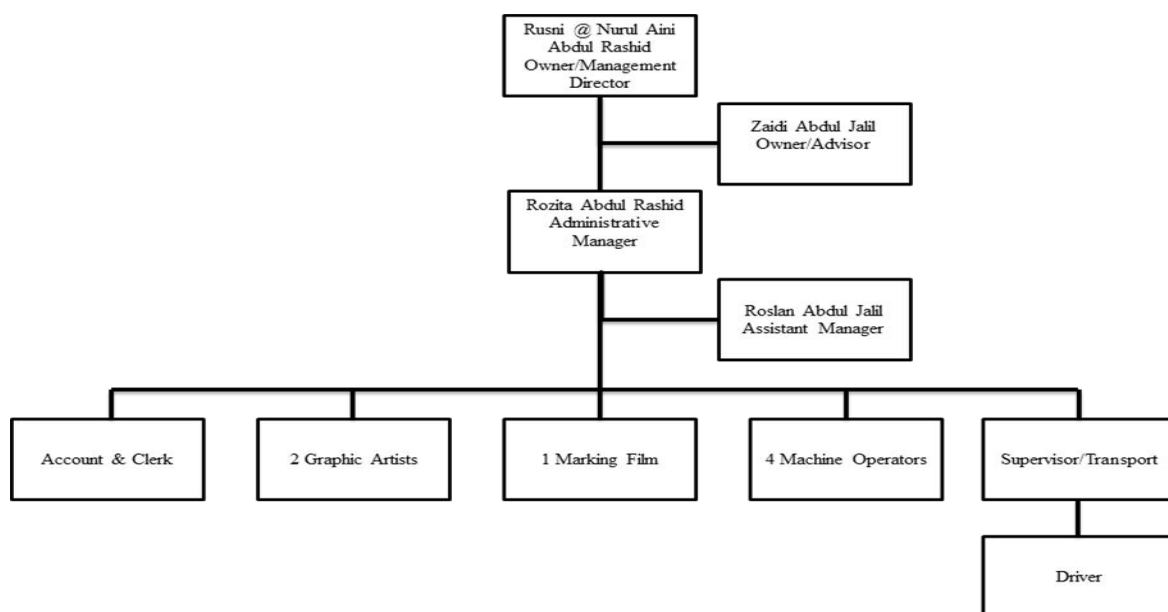 Rusni @ Nurul Aini
Abdul Rashid
Owner/Management
Director
Zaidi Abdul Jalil
Owner/Advisor
Rozita Abdul Rashid
Administrative
Manager
Roslan Abdul Jalil
Assistant Manager
Account & Clerk
2 Graphic Artists
1 Marking Film
4 Machine Operators
Supervisor/Transport
Driver